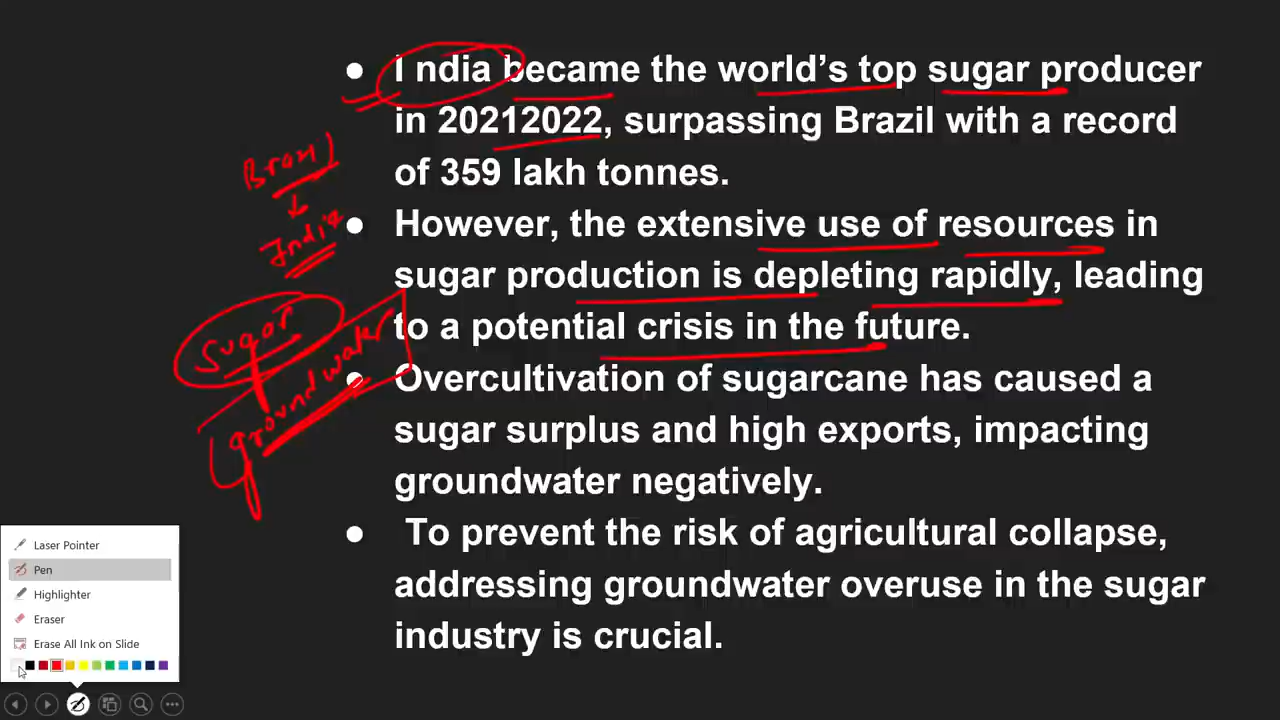 ● I ndia became the world's top sugar producer
in 20212022, surpassing Brazil with a record
of 359 lakh tonnes.
● However, the extensive use of resources in
sugar production is depleting rapidly, leading
to a potential crisis in the future.
● Overcultivation of sugarcane has caused a
sugar surplus and high exports, impacting
groundwater negatively.
● To prevent the risk of agricultural collapse,
addressing groundwater overuse in the sugar
industry is crucial.
Brazil
India
Sugar
groundwater
Laser Pointer
Pen
Highlighter
Eraser
Erase All Ink on Slide